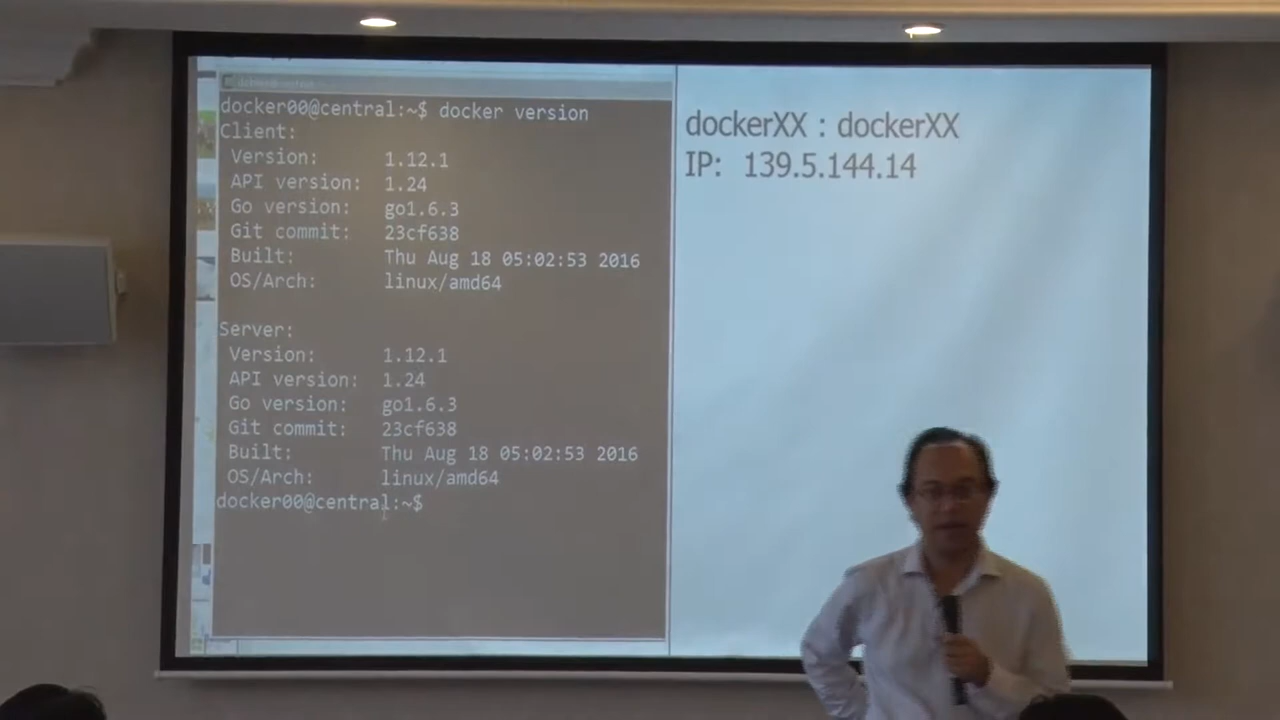 docker00@central:~$ docker version
Client:
Version: 1.12.1
API version: 1.24
Go version: go1.6.3
Git commit: 23cf638
Built: Thu Aug 18 05:02:53 2016
OS/Arch: linux/amd64
Server:
Version: 1.12.1
API version: 1.24
Go version: go1.6.3
Git commit: 23cf638
Built: Thu Aug 18 05:02:53 2016
OS/Arch: linux/amd64
docker00@central:~$
dockerXX : dockerXX
IP: 139.5.144.14